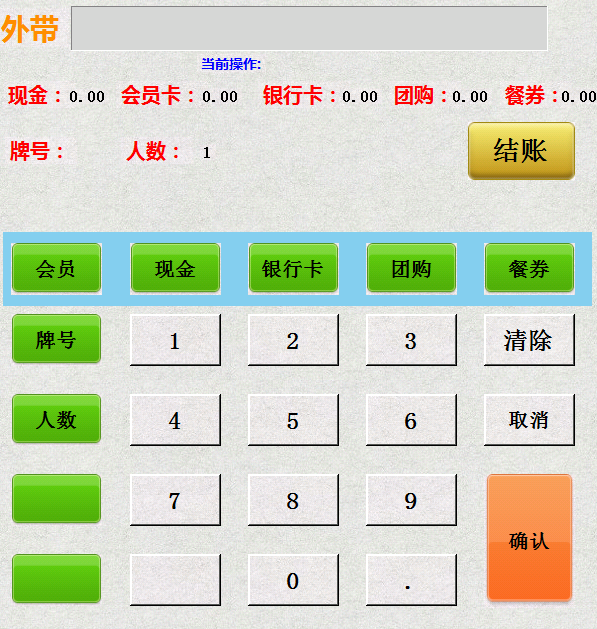 外带
当前操作:
现金：0.00 会员卡：0.00 银行卡：0.00 团购：0.00 餐券：0.00
牌号： 人数： 1 结账
会员 现金 银行卡 团购 餐券
牌号 1 2 3 清除
人数 4 5 6 取消
7 8 9 确认
0 .